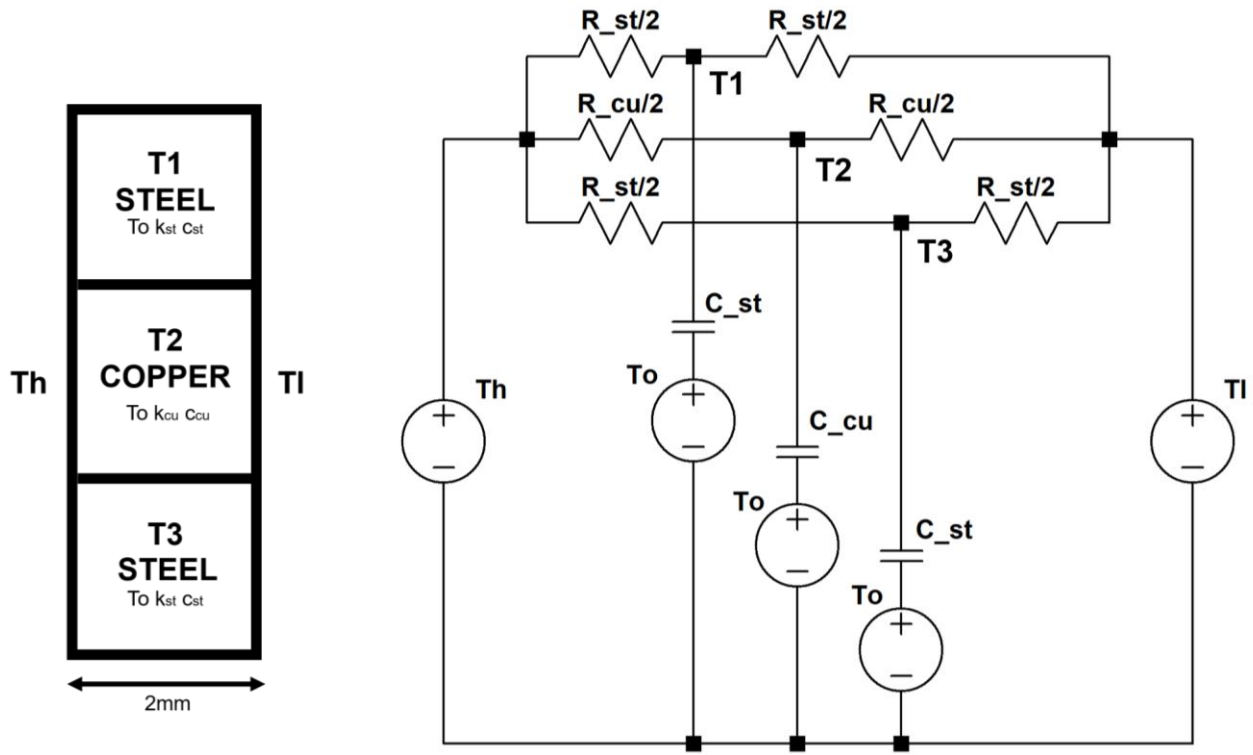 T1
STEEL
To kst cst
T2
COPPER
To kcu ccu
T3
STEEL
To kst cst
Th
Tl
2mm
R_st/2
R_st/2
T1
R_cu/2
R_cu/2
T2
R_st/2
R_st/2
T3
C_st
To
+
−
C_cu
To
+
−
C_st
To
+
−
Th
+
−
Tl
+
−